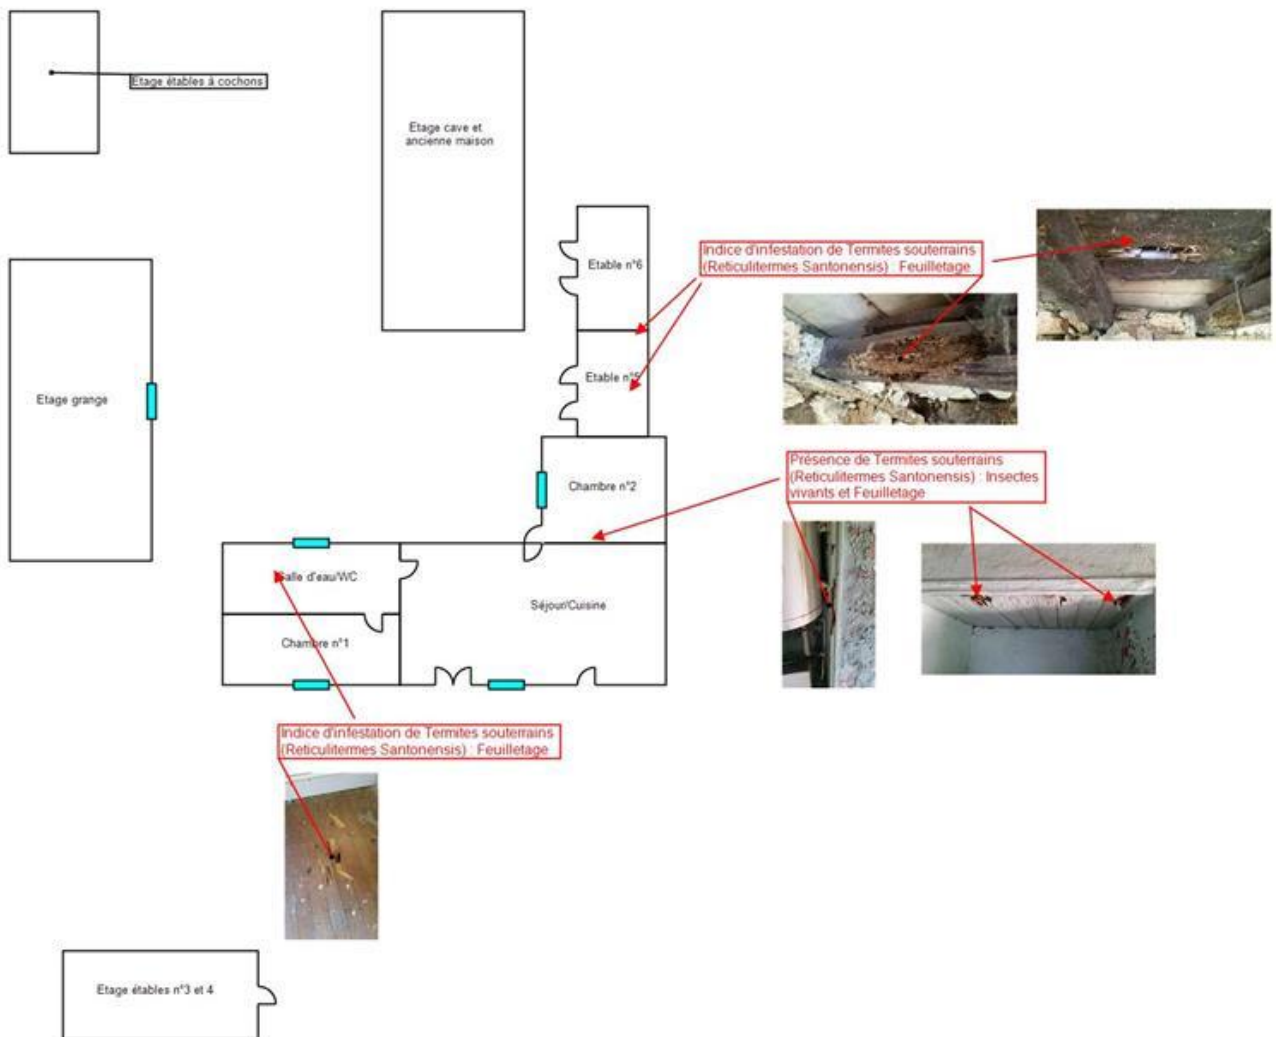 Etage étables à cochons
Etage cave et
ancienne maison
Etable n°6
Indice d'infestation de Termites souterrains
(Reticulitermes Santonensis) : Feuilletage
Etage grange
Etable n°5
Présence de Termites souterrains
(Reticulitermes Santonensis) : Insectes
vivants et Feuilletage
Chambre n°2
Salle d'eau/WC
Séjour/Cuisine
Chambre n°1
Indice d'infestation de Termites souterrains
(Reticulitermes Santonensis) : Feuilletage
Etage étables n°3 et 4